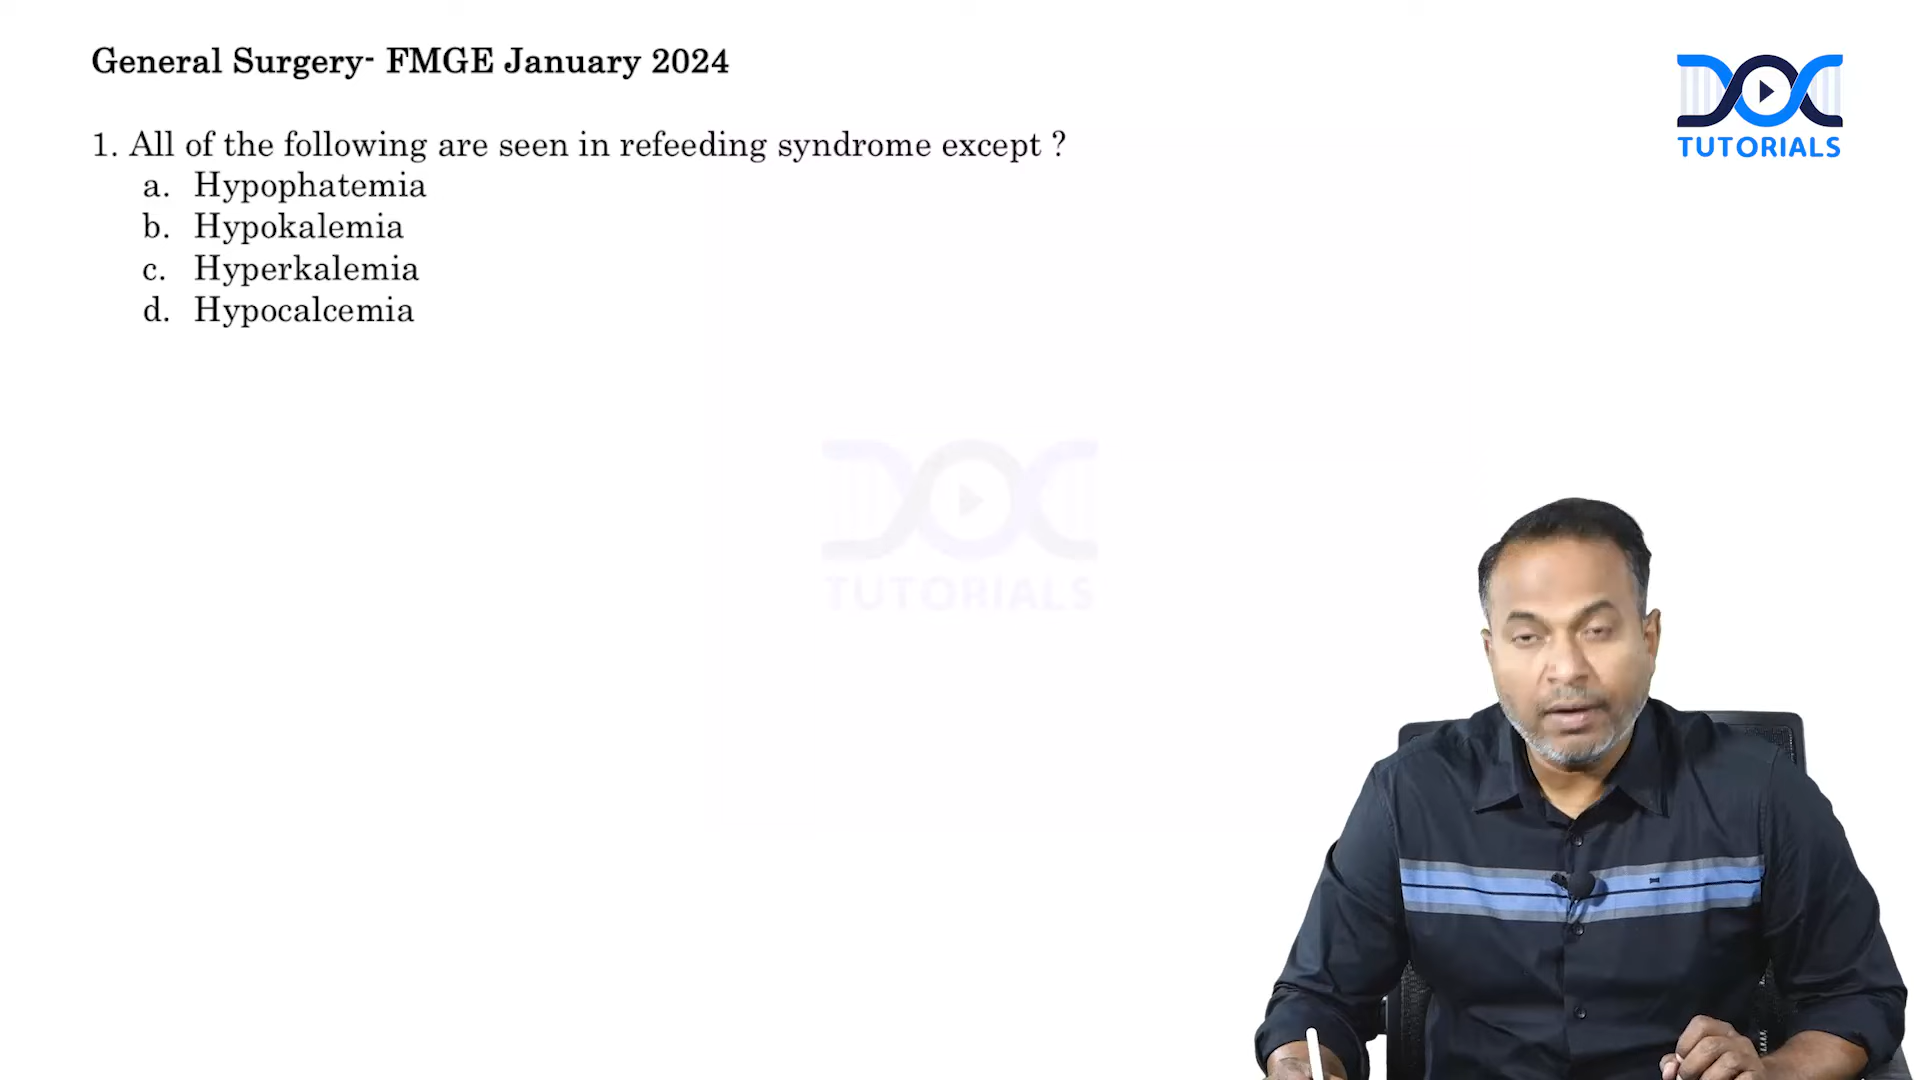 General Surgery- FMGE January 2024
DOC
TUTORIALS
1. All of the following are seen in refeeding syndrome except ?
a. Hypophatemia
b. Hypokalemia
c. Hyperkalemia
d. Hypocalcemia
DOC
TUTORIALS